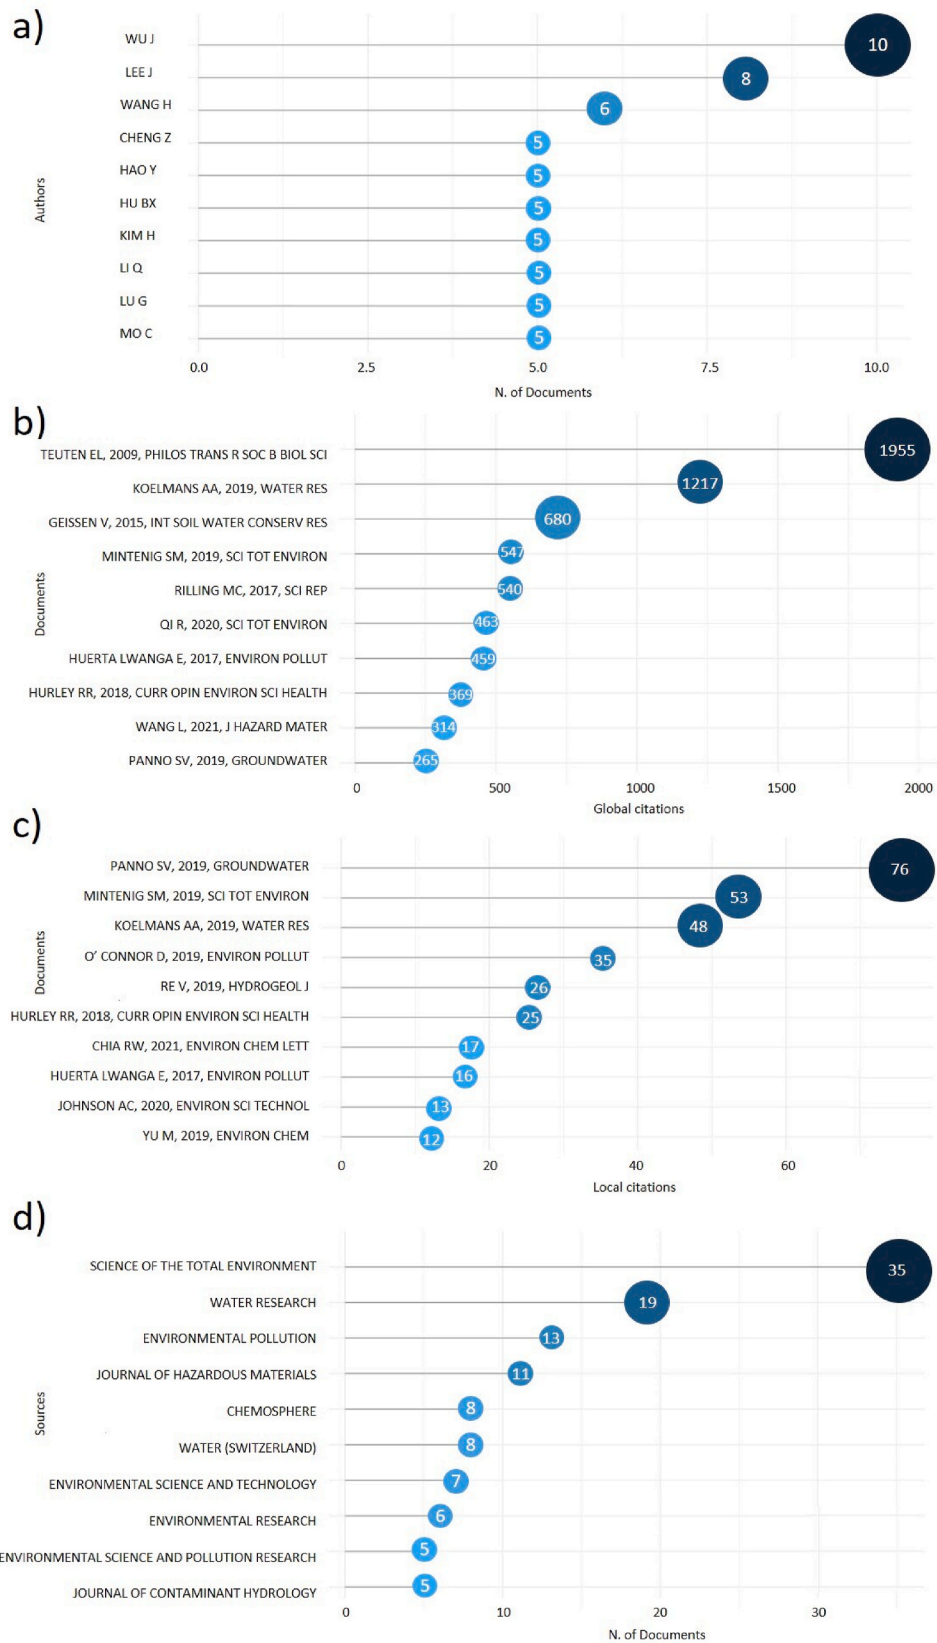 a)
WU J
10
LEE J
8
WANG H
6
CHENG Z
5
HAO Y
5
HU BX
5
KIM H
5
LI Q
5
LU G
5
MO C
5
Authors
0.0 2.5 5.0 7.5 10.0
N. of Documents
b)
TEUTEN EL, 2009, PHILOS TRANS R SOC B BIOL SCI
1955
KOELMANS AA, 2019, WATER RES
1217
GEISSEN V, 2015, INT SOIL WATER CONSERV RES
680
MINTENIG SM, 2019, SCI TOT ENVIRON
547
RILLING MC, 2017, SCI REP
540
QI R, 2020, SCI TOT ENVIRON
463
HUERTA LWANGA E, 2017, ENVIRON POLLUT
459
HURLEY RR, 2018, CURR OPIN ENVIRON SCI HEALTH
369
WANG L, 2021, J HAZARD MATER
314
PANNO SV, 2019, GROUNDWATER
265
Documents
0 500 1000 1500 2000
Global citations
c)
PANNO SV, 2019, GROUNDWATER
76
MINTENIG SM, 2019, SCI TOT ENVIRON
53
KOELMANS AA, 2019, WATER RES
48
O' CONNOR D, 2019, ENVIRON POLLUT
35
RE V, 2019, HYDROGEOL J
26
HURLEY RR, 2018, CURR OPIN ENVIRON SCI HEALTH
25
CHIA RW, 2021, ENVIRON CHEM LETT
17
HUERTA LWANGA E, 2017, ENVIRON POLLUT
16
JOHNSON AC, 2020, ENVIRON SCI TECHNOL
13
YU M, 2019, ENVIRON CHEM
12
Documents
0 20 40 60
Local citations
d)
SCIENCE OF THE TOTAL ENVIRONMENT
35
WATER RESEARCH
19
ENVIRONMENTAL POLLUTION
13
JOURNAL OF HAZARDOUS MATERIALS
11
CHEMOSPHERE
8
WATER (SWITZERLAND)
8
ENVIRONMENTAL SCIENCE AND TECHNOLOGY
7
ENVIRONMENTAL RESEARCH
6
ENVIRONMENTAL SCIENCE AND POLLUTION RESEARCH
5
JOURNAL OF CONTAMINANT HYDROLOGY
5
Sources
0 10 20 30
N. of Documents